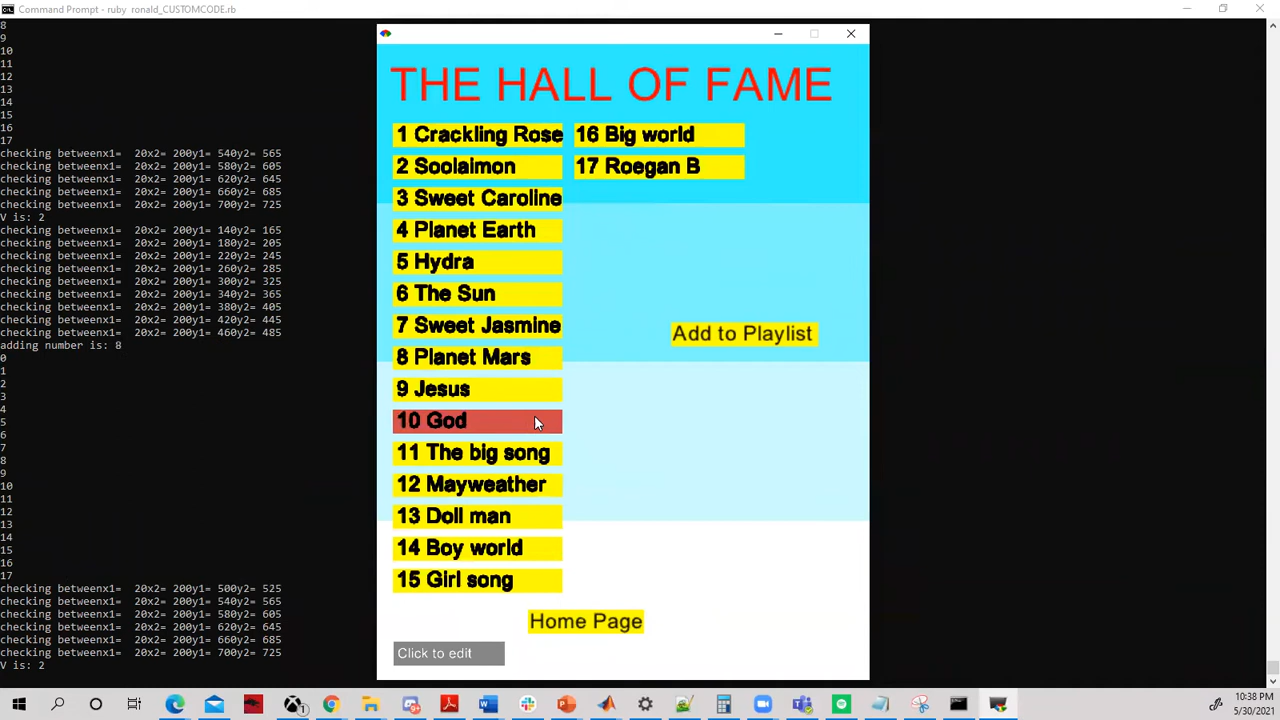 Command Prompt - ruby ronald_CUSTOMCODE.rb
8
9
10
11
12
13
14
15
16
17
checking betweenx1= 20x2= 200y1= 540y2= 565
checking betweenx1= 20x2= 200y1= 580y2= 605
checking betweenx1= 20x2= 200y1= 620y2= 645
checking betweenx1= 20x2= 200y1= 660y2= 685
checking betweenx1= 20x2= 200y1= 700y2= 725
V is: 2
checking betweenx1= 20x2= 200y1= 140y2= 165
checking betweenx1= 20x2= 200y1= 180y2= 205
checking betweenx1= 20x2= 200y1= 220y2= 245
checking betweenx1= 20x2= 200y1= 260y2= 285
checking betweenx1= 20x2= 200y1= 300y2= 325
checking betweenx1= 20x2= 200y1= 340y2= 365
checking betweenx1= 20x2= 200y1= 380y2= 405
checking betweenx1= 20x2= 200y1= 420y2= 445
checking betweenx1= 20x2= 200y1= 460y2= 485
adding number is: 8
0
1
2
3
4
5
6
7
8
9
10
11
12
13
14
15
16
17
checking betweenx1= 20x2= 200y1= 500y2= 525
checking betweenx1= 20x2= 200y1= 540y2= 565
checking betweenx1= 20x2= 200y1= 580y2= 605
checking betweenx1= 20x2= 200y1= 620y2= 645
checking betweenx1= 20x2= 200y1= 660y2= 685
checking betweenx1= 20x2= 200y1= 700y2= 725
V is: 2
THE HALL OF FAME
1 Crackling Rose
2 Soolaimon
3 Sweet Caroline
4 Planet Earth
5 Hydra
6 The Sun
7 Sweet Jasmine
8 Planet Mars
9 Jesus
10 God
11 The big song
12 Mayweather
13 Doll man
14 Boy world
15 Girl song
16 Big world
17 Roegan B
Add to Playlist
Home Page
Click to edit
10:38 PM
5/30/2021